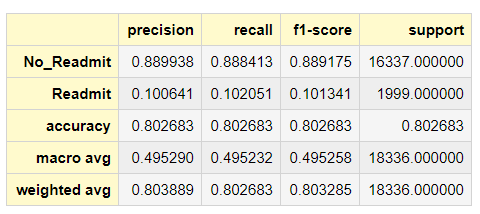 precision recall f1-score support
No_Readmit 0.889938 0.888413 0.889175 16337.000000
Readmit 0.100641 0.102051 0.101341 1999.000000
accuracy 0.802683 0.802683 0.802683 0.802683
macro avg 0.495290 0.495232 0.495258 18336.000000
weighted avg 0.803889 0.802683 0.803285 18336.000000